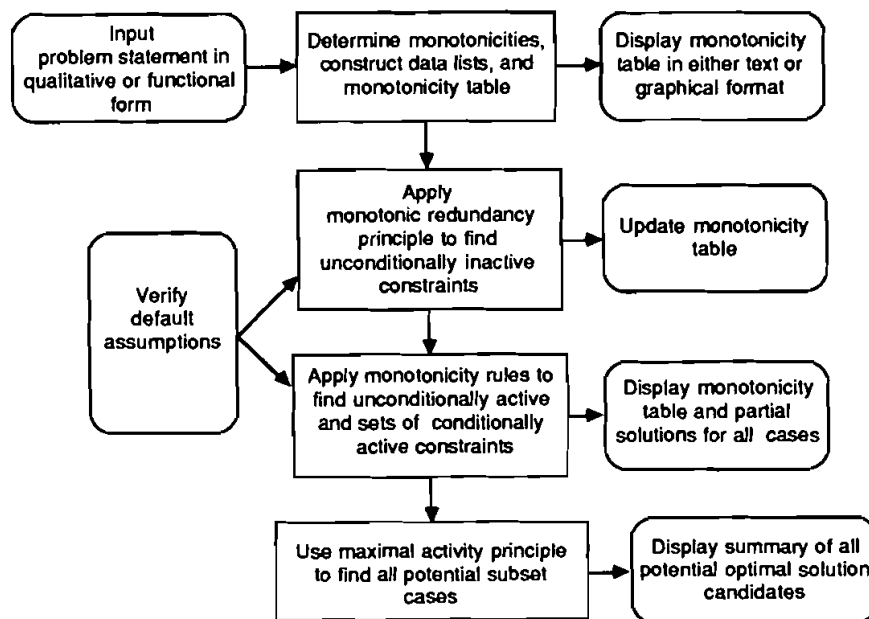 Input
problem statement in
qualitative or functional
form
Determine monotonicities,
construct data lists, and
monotonicity table
Display monotonicity
table in either text or
graphical format
Apply
monotonic redundancy
principle to find
unconditionally inactive
constraints
Update monotonicity
table
Verify
default
assumptions
Apply monotonicity rules to
find unconditionally active
and sets of conditionally
active constraints
Display monotonicity
table and partial
solutions for all cases
Use maximal activity principle
to find all potential subset
cases
Display summary of all
potential optimal solution
candidates